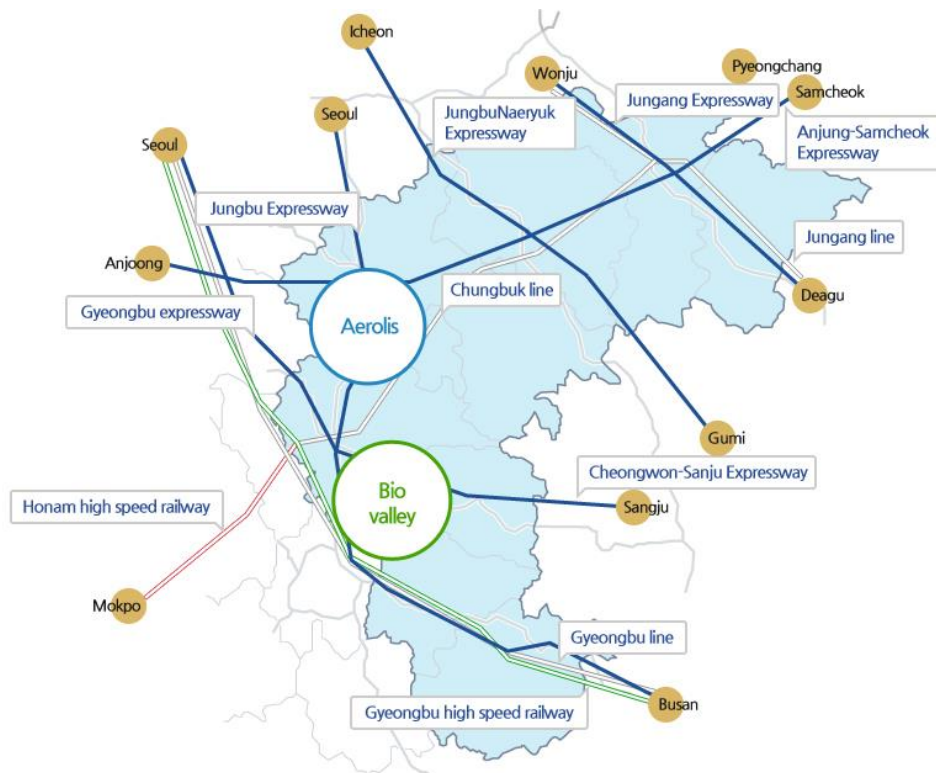 Icheon
Pyeongchang
Wonju
Samcheok
JungbuNaeryuk
Expressway
Jungang Expressway
Seoul
Anjung-Samcheok
Expressway
Seoul
Jungbu Expressway
Jungang line
Anjoong
Chungbuk line
Deagu
Gyeongbu expressway
Aerolis
Gumi
Cheongwon-Sanju Expressway
Bio
valley
Honam high speed railway
Sangju
Mokpo
Gyeongbu line
Busan
Gyeongbu high speed railway